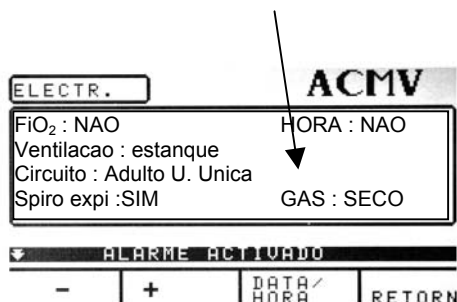 ELECTR. ACMV
FiO₂ : NAO HORA : NAO
Ventilacao : estanque
Circuito : Adulto U. Unica
Spiro expi :SIM GAS : SECO
ALARME ACTIVADO
- + DATA/
HORA RETORN